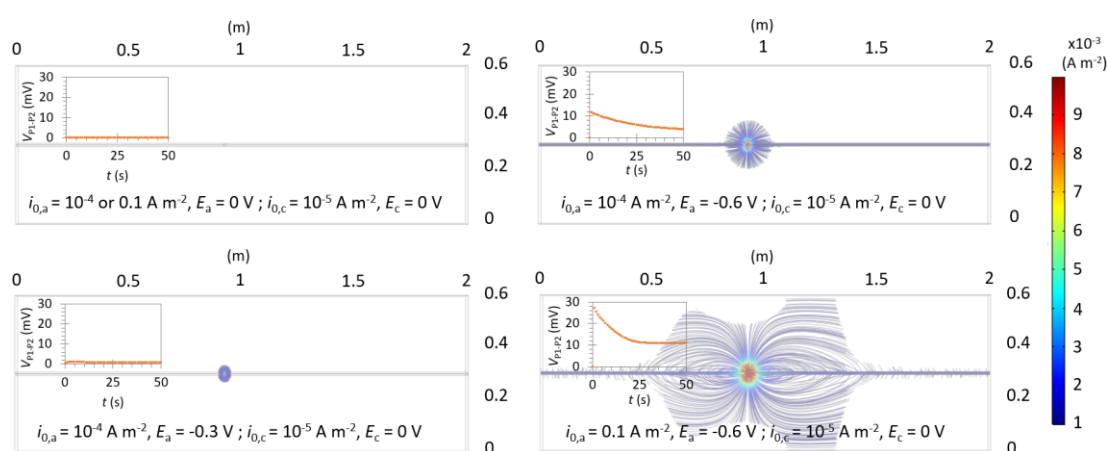 (m)
0 0.5 1 1.5 2
0.6
0.4
0.2
0
V_P1-P2 (mV)
30
20
10
0
0 25 50
t (s)
i_0,a = 10⁻⁴ or 0.1 A m⁻², E_a = 0 V ; i_0,c = 10⁻⁵ A m⁻², E_c = 0 V
(m)
0 0.5 1 1.5 2
0.6
0.4
0.2
0
V_P1-P2 (mV)
30
20
10
0
0 25 50
t (s)
i_0,a = 10⁻⁴ A m⁻², E_a = -0.6 V ; i_0,c = 10⁻⁵ A m⁻², E_c = 0 V
(m)
0 0.5 1 1.5 2
0.6
0.4
0.2
0
V_P1-P2 (mV)
30
20
10
0
0 25 50
t (s)
i_0,a = 10⁻⁴ A m⁻², E_a = -0.3 V ; i_0,c = 10⁻⁵ A m⁻², E_c = 0 V
(m)
0 0.5 1 1.5 2
0.6
0.4
0.2
0
V_P1-P2 (mV)
30
20
10
0
0 25 50
t (s)
i_0,a = 0.1 A m⁻², E_a = -0.6 V ; i_0,c = 10⁻⁵ A m⁻², E_c = 0 V
x10⁻³
(A m⁻²)
9
8
7
6
5
4
3
2
1